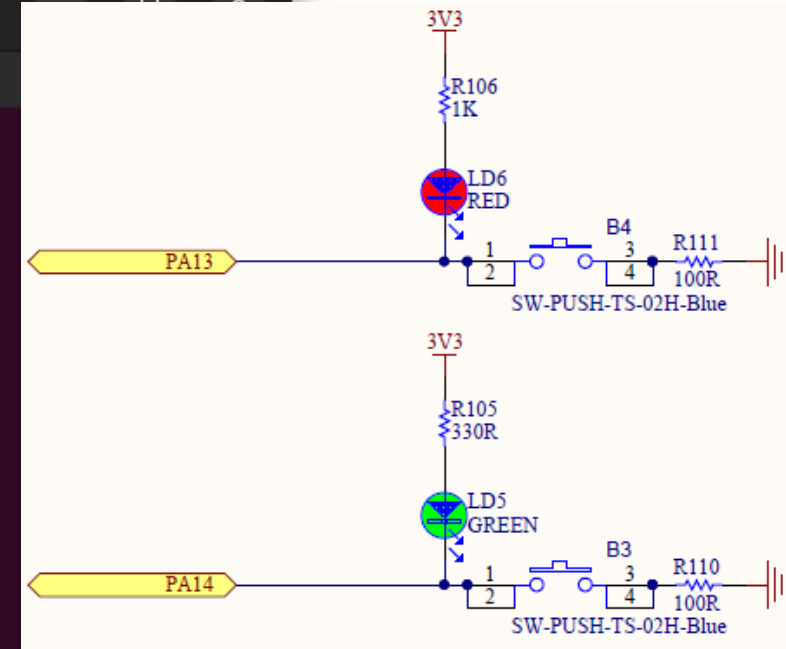 3V3
R106
1K
LD6
RED
B4
PA13
1
2
3
4
R111
100R
SW-PUSH-TS-02H-Blue
3V3
R105
330R
LD5
GREEN
B3
PA14
1
2
3
4
R110
100R
SW-PUSH-TS-02H-Blue